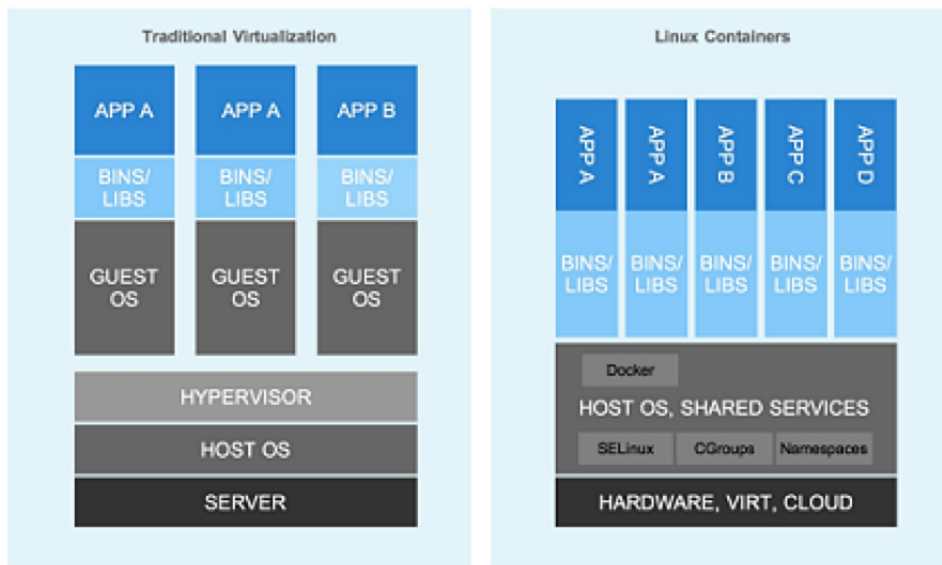 Traditional Virtualization
APP A
APP A
APP B
BINS/
LIBS
BINS/
LIBS
BINS/
LIBS
GUEST
OS
GUEST
OS
GUEST
OS
HYPERVISOR
HOST OS
SERVER
Linux Containers
APP A
APP A
APP B
APP C
APP D
BINS/
LIBS
BINS/
LIBS
BINS/
LIBS
BINS/
LIBS
BINS/
LIBS
Docker
HOST OS, SHARED SERVICES
SELinux
CGroups
Namespaces
HARDWARE, VIRT, CLOUD